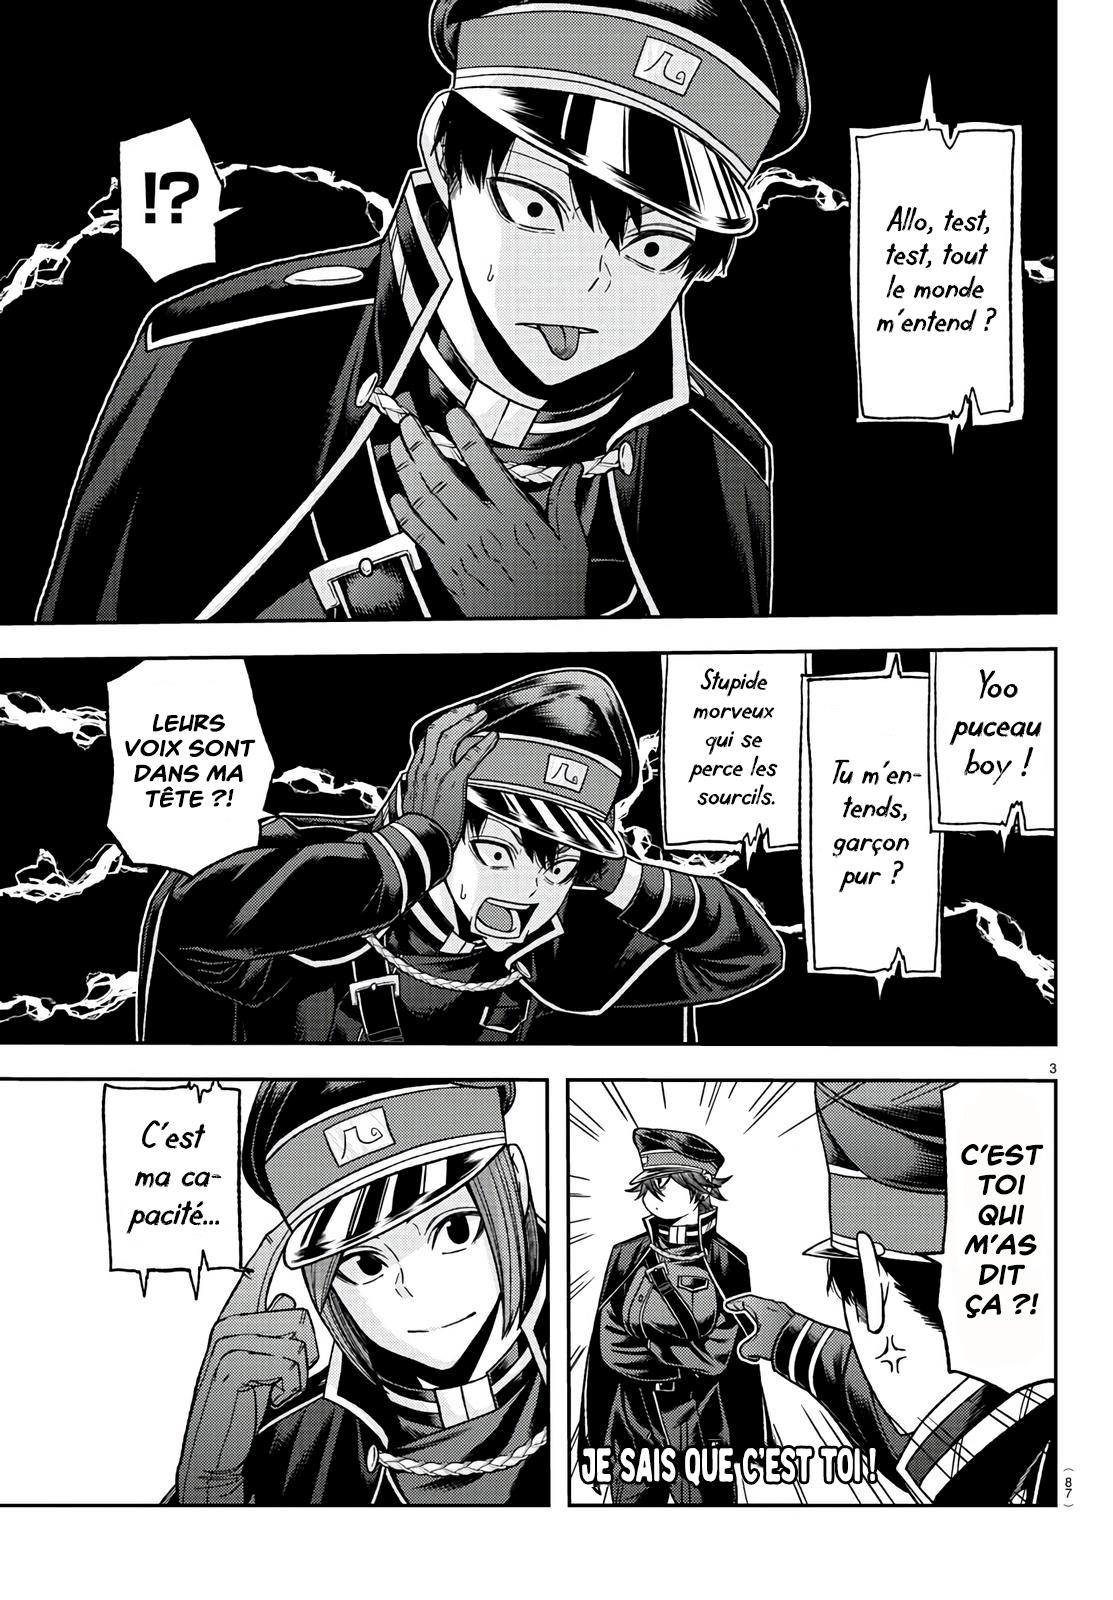 Allo, test,
test, tout
le monde
m'entend ?
!?
Yoo
puceau
boy !
Tu m'en-
tends,
garçon
pur ?
Stupide
morveux
qui se
perce les
sourcils.
LEURS
VOIX SONT
DANS MA
TÊTE ?!
3
C'EST
TOI
QUI
M'AS
DIT
ÇA ?!
JE SAIS QUE C'EST TOI !
C'est
ma ca-
pacité...
(87)